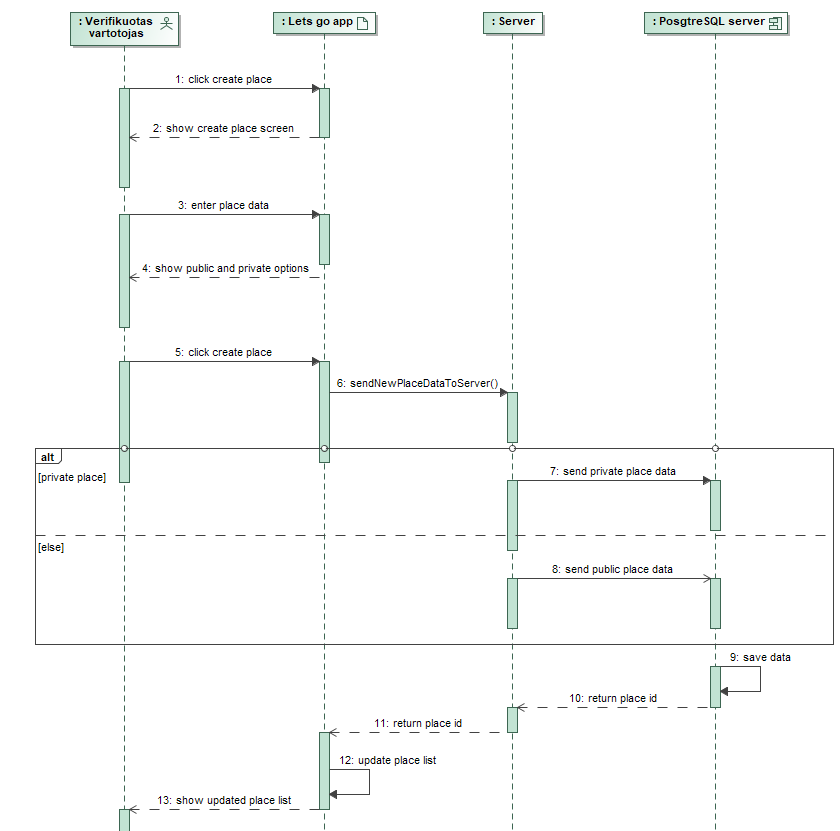 : Verifikuotas
vartotojas
: Lets go app
: Server
: PosgtreSQL server
1: click create place
2: show create place screen
3: enter place data
4: show public and private options
5: click create place
6: sendNewPlaceDataToServer()
alt
[private place]
7: send private place data
[else]
8: send public place data
9: save data
10: return place id
11: return place id
12: update place list
13: show updated place list